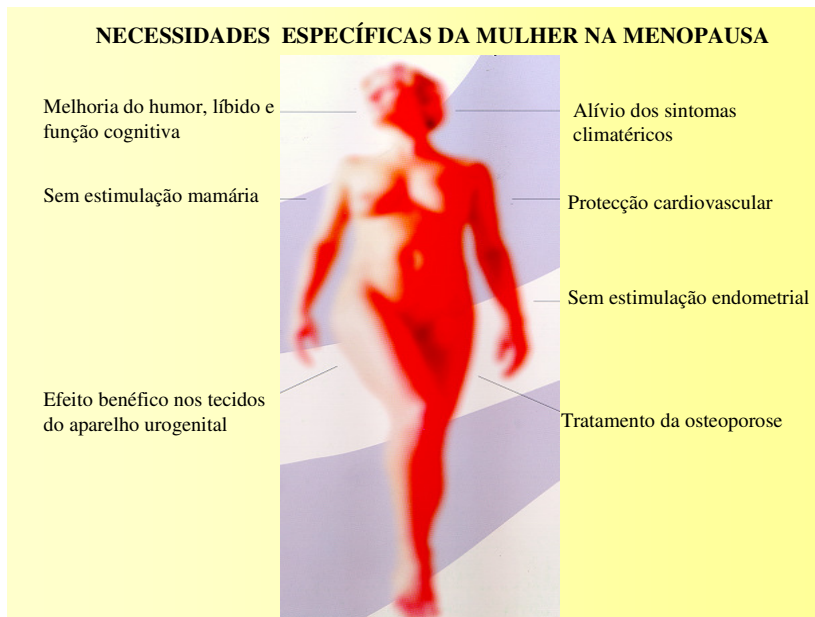 NECESSIDADES ESPECÍFICAS DA MULHER NA MENOPAUSA
Melhoria do humor, líbido e
função cognitiva
Sem estimulação mamária
Efeito benéfico nos tecidos
do aparelho urogenital
Alívio dos sintomas
climatéricos
Protecção cardiovascular
Sem estimulação endometrial
Tratamento da osteoporose